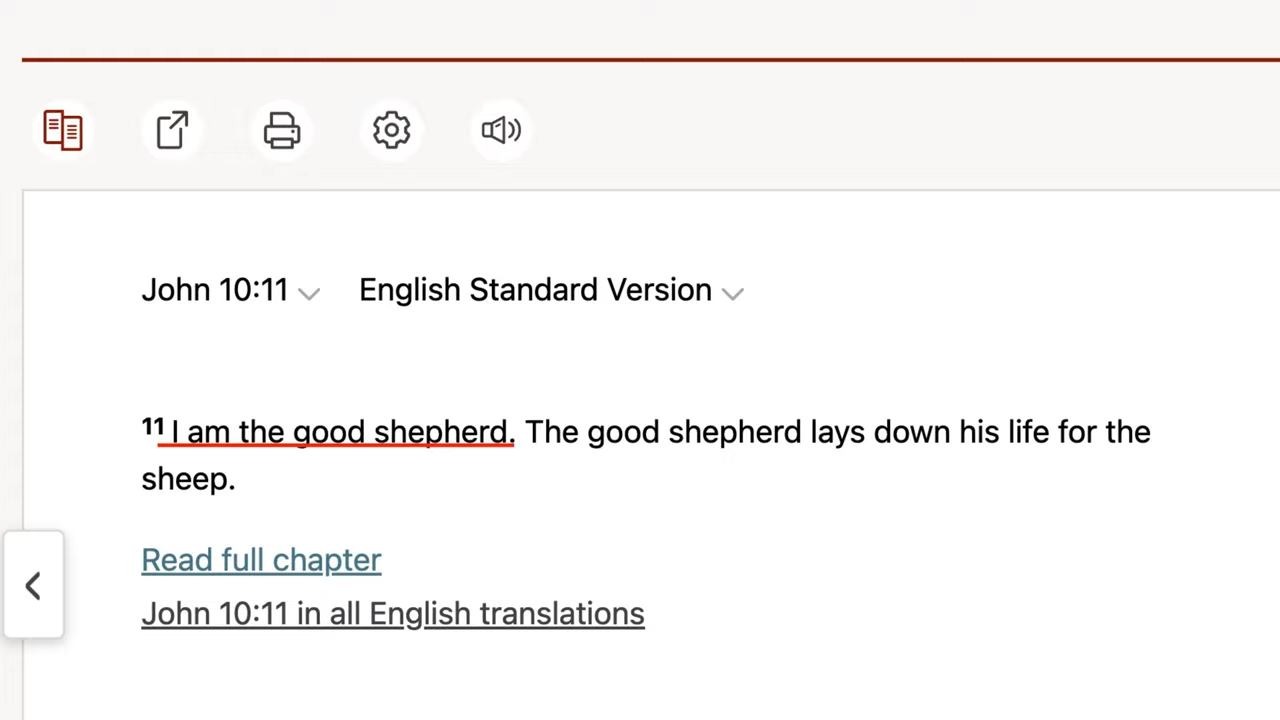 John 10:11 English Standard Version
11 I am the good shepherd. The good shepherd lays down his life for the
sheep.
Read full chapter
John 10:11 in all English translations